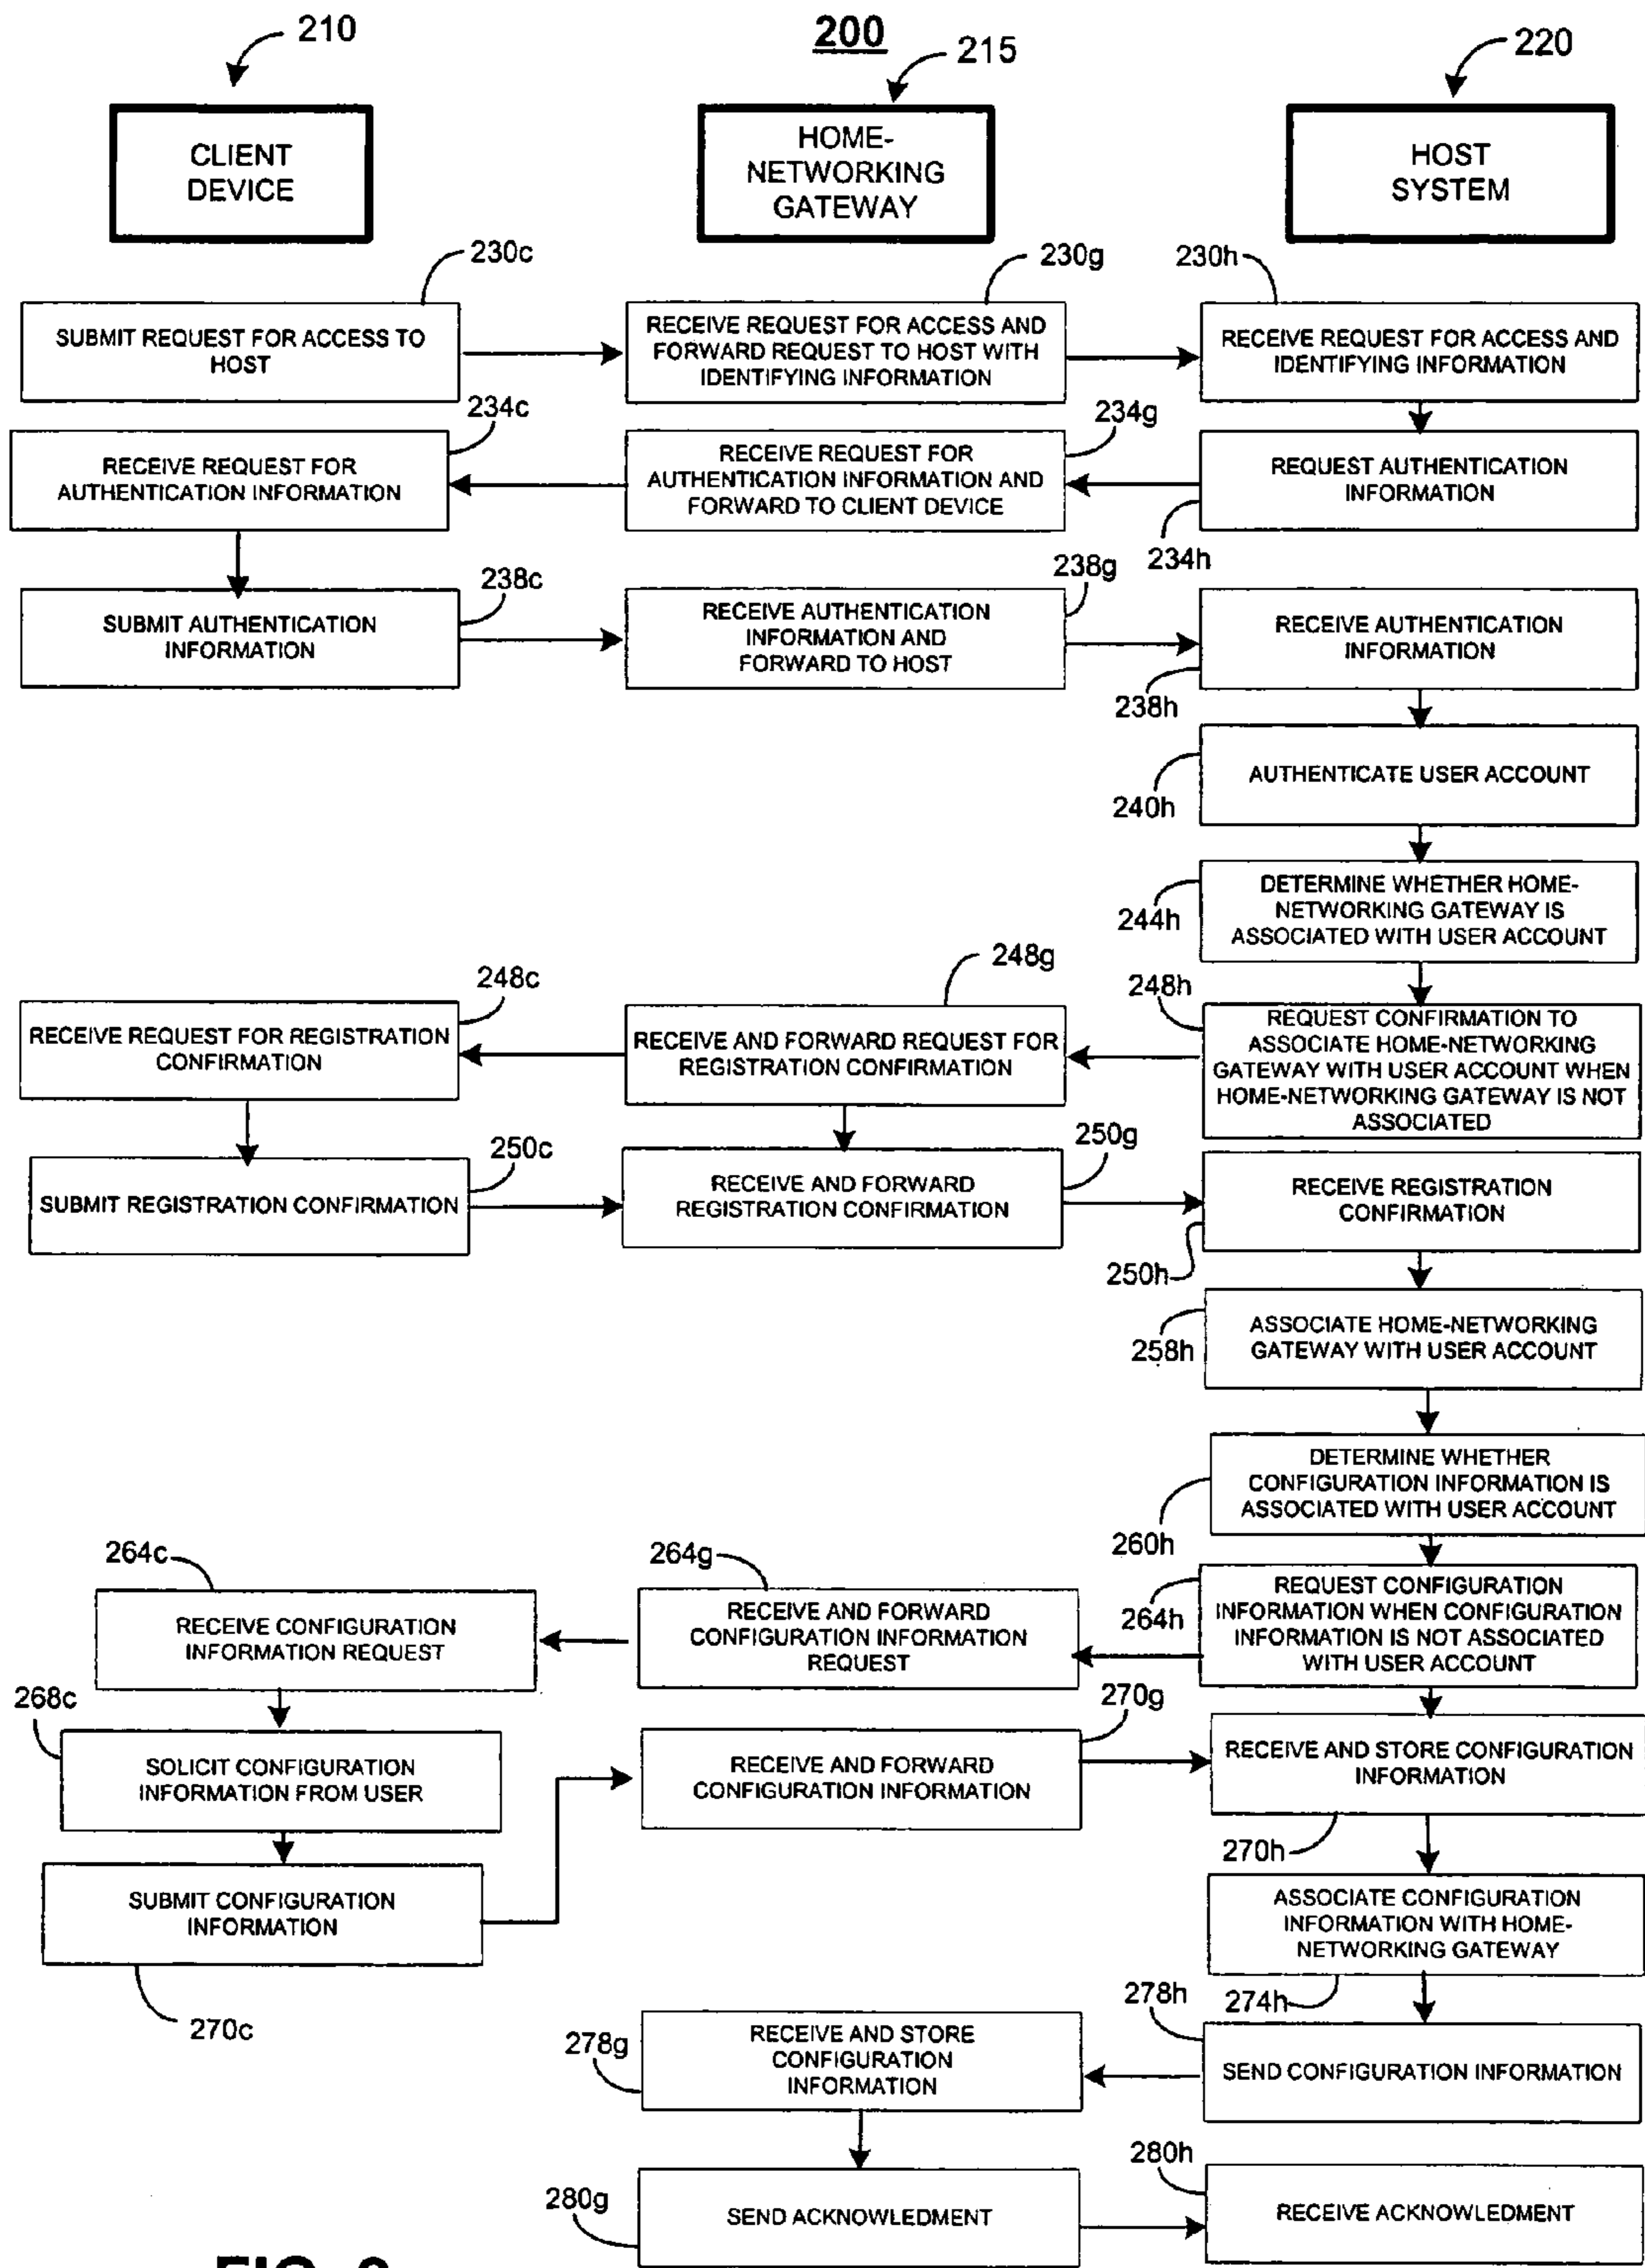 200
210
215
220
CLIENT
DEVICE
HOME-
NETWORKING
GATEWAY
HOST
SYSTEM
230c
230g
230h
SUBMIT REQUEST FOR ACCESS TO
HOST
RECEIVE REQUEST FOR ACCESS AND
FORWARD REQUEST TO HOST WITH
IDENTIFYING INFORMATION
RECEIVE REQUEST FOR ACCESS AND
IDENTIFYING INFORMATION
234c
234g
RECEIVE REQUEST FOR
AUTHENTICATION INFORMATION
RECEIVE REQUEST FOR
AUTHENTICATION INFORMATION AND
FORWARD TO CLIENT DEVICE
REQUEST AUTHENTICATION
INFORMATION
234h
238c
238g
SUBMIT AUTHENTICATION
INFORMATION
RECEIVE AUTHENTICATION
INFORMATION AND
FORWARD TO HOST
RECEIVE AUTHENTICATION
INFORMATION
238h
AUTHENTICATE USER ACCOUNT
240h
DETERMINE WHETHER HOME-
NETWORKING GATEWAY IS
ASSOCIATED WITH USER ACCOUNT
244h
248c
248g
248h
RECEIVE REQUEST FOR REGISTRATION
CONFIRMATION
RECEIVE AND FORWARD REQUEST FOR
REGISTRATION CONFIRMATION
REQUEST CONFIRMATION TO
ASSOCIATE HOME-NETWORKING
GATEWAY WITH USER ACCOUNT WHEN
HOME-NETWORKING GATEWAY IS NOT
ASSOCIATED
250c
250g
SUBMIT REGISTRATION CONFIRMATION
RECEIVE AND FORWARD
REGISTRATION CONFIRMATION
RECEIVE REGISTRATION
CONFIRMATION
250h
ASSOCIATE HOME-NETWORKING
GATEWAY WITH USER ACCOUNT
258h
DETERMINE WHETHER
CONFIGURATION INFORMATION IS
ASSOCIATED WITH USER ACCOUNT
260h
264c
264g
264h
RECEIVE CONFIGURATION
INFORMATION REQUEST
RECEIVE AND FORWARD
CONFIGURATION INFORMATION
REQUEST
REQUEST CONFIGURATION
INFORMATION WHEN CONFIGURATION
INFORMATION IS NOT ASSOCIATED
WITH USER ACCOUNT
268c
270g
SOLICIT CONFIGURATION
INFORMATION FROM USER
RECEIVE AND FORWARD
CONFIGURATION INFORMATION
RECEIVE AND STORE CONFIGURATION
INFORMATION
270h
SUBMIT CONFIGURATION
INFORMATION
270c
ASSOCIATE CONFIGURATION
INFORMATION WITH HOME-
NETWORKING GATEWAY
274h
278g
278h
RECEIVE AND STORE
CONFIGURATION
INFORMATION
SEND CONFIGURATION INFORMATION
280g
280h
SEND ACKNOWLEDMENT
RECEIVE ACKNOWLEDMENT